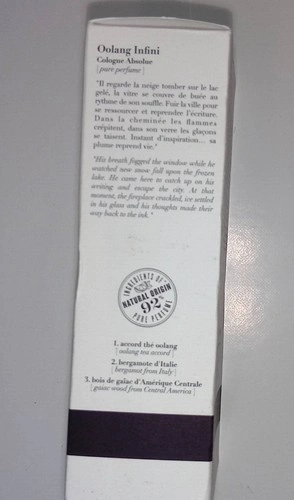 Oolang Infini
Cologne Absolue
[ pure perfume ]
"Il regarde la neige tomber sur le lac
gelé, la vitre se couvre de buée au
rythme de son souffle. Fuir la ville pour
se ressourcer et reprendre l'écriture.
Dans la cheminée les flammes
crépitent, dans son verre les glaçons
se taisent. Instant d'inspiration... sa
plume reprend vie."
"His breath fogged the window while he
watched new snow fall upon the frozen
lake. He came here to catch up on his
writing and escape the city. At that
moment, the fireplace crackled, ice settled
in his glass and his thoughts made their
way back to the ink."
INGREDIENTS OF
NATURAL ORIGIN
92%
PURE PERFUME
1. accord thé oolang
[ oolang tea accord ]
2. bergamote d'Italie
[ bergamot from Italy ]
3. bois de gaïac d'Amérique Centrale
[ gaiac wood from Central America ]